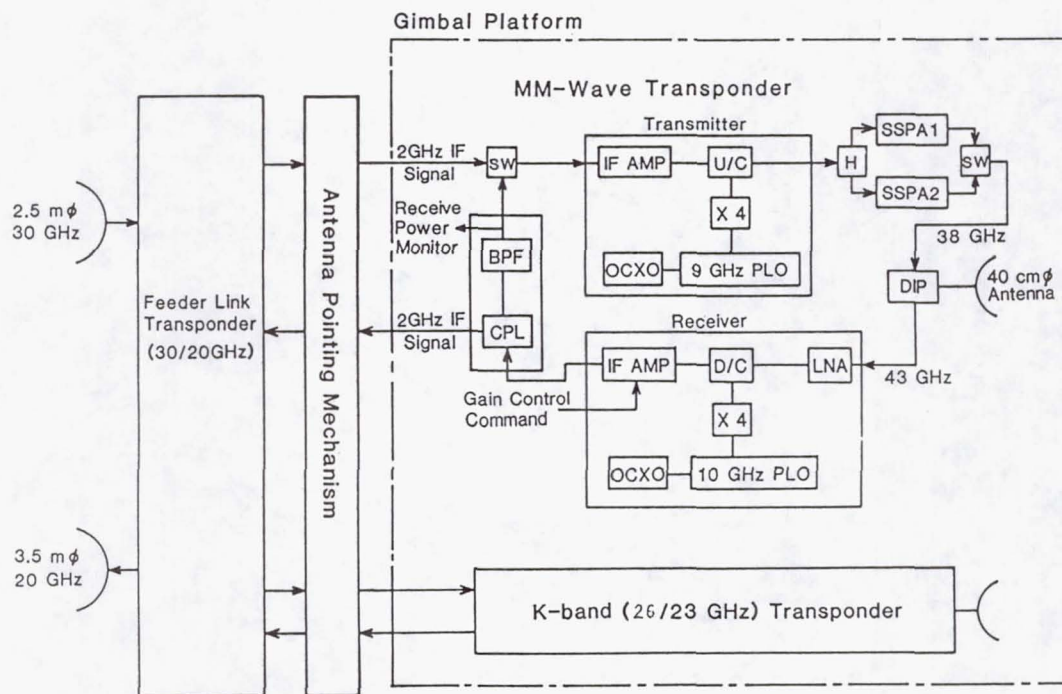 Gimbal Platform
MM-Wave Transponder
Transmitter
2.5 mφ
30 GHz
Feeder Link
Transponder
(30/20GHz)
3.5 mφ
20 GHz
Antenna Pointing Mechanism
2GHz IF
Signal
SW
Receive
Power
Monitor
BPF
CPL
2GHz IF
Signal
IF AMP
U/C
X 4
OCXO
9 GHz PLO
H
SSPA1
SSPA2
SW
38 GHz
DIP
40 cmφ
Antenna
43 GHz
Receiver
IF AMP
D/C
LNA
X 4
OCXO
10 GHz PLO
Gain Control
Command
K-band (26/23 GHz) Transponder